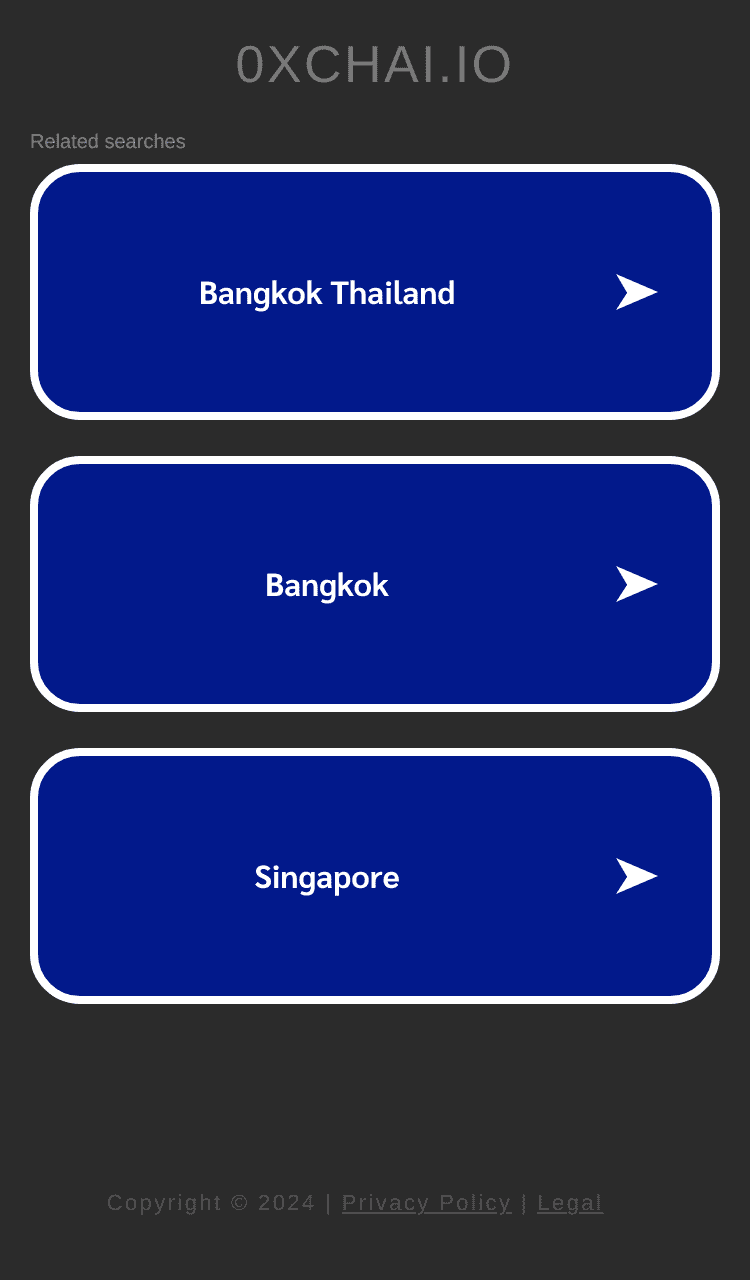 0XCHAI.IO
Related searches
Bangkok Thailand
Bangkok
Singapore
Copyright © 2024 | Privacy Policy | Legal